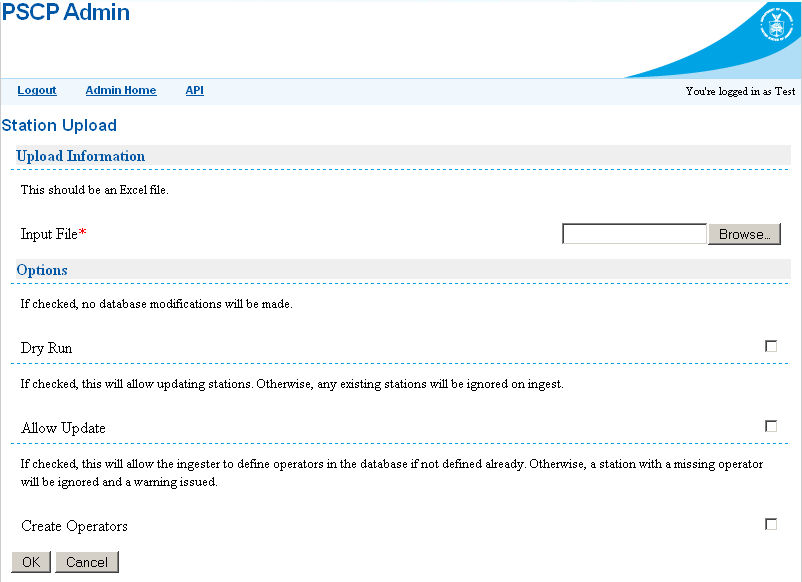 PSCP Admin
Logout Admin Home API You're logged in as Test
Station Upload
Upload Information
This should be an Excel file.
Input File* Browse...
Options
If checked, no database modifications will be made.
Dry Run
If checked, this will allow updating stations. Otherwise, any existing stations will be ignored on ingest.
Allow Update
If checked, this will allow the ingester to define operators in the database if not defined already. Otherwise, a station with a missing operator
will be ignored and a warning issued.
Create Operators
OK Cancel